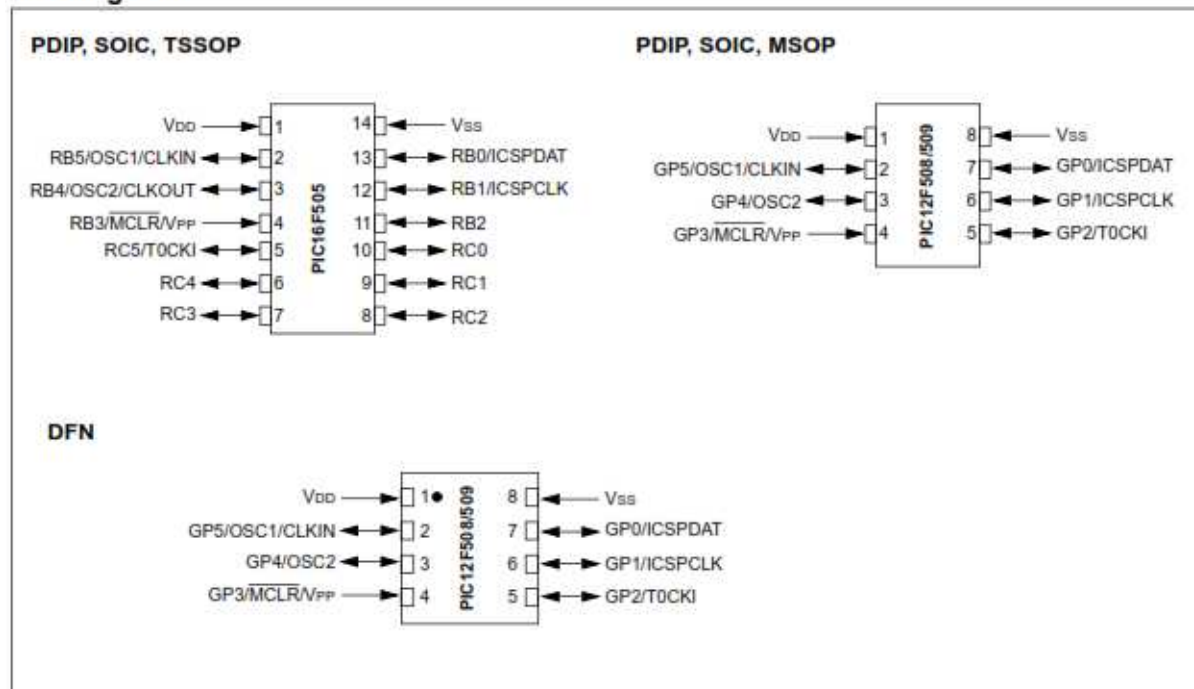 PDIP, SOIC, TSSOP
VDD 1 14 VSS
RB5/OSC1/CLKIN 2 13 RB0/ICSPDAT
RB4/OSC2/CLKOUT 3 12 RB1/ICSPCLK
RB3/MCLR/VPP 4 11 RB2
RC5/T0CKI 5 10 RC0
RC4 6 9 RC1
RC3 7 8 RC2
PIC16F505
PDIP, SOIC, MSOP
VDD 1 8 VSS
GP5/OSC1/CLKIN 2 7 GP0/ICSPDAT
GP4/OSC2 3 6 GP1/ICSPCLK
GP3/MCLR/VPP 4 5 GP2/T0CKI
PIC12F508/509
DFN
VDD 1 8 VSS
GP5/OSC1/CLKIN 2 7 GP0/ICSPDAT
GP4/OSC2 3 6 GP1/ICSPCLK
GP3/MCLR/VPP 4 5 GP2/T0CKI
PIC12F508/509